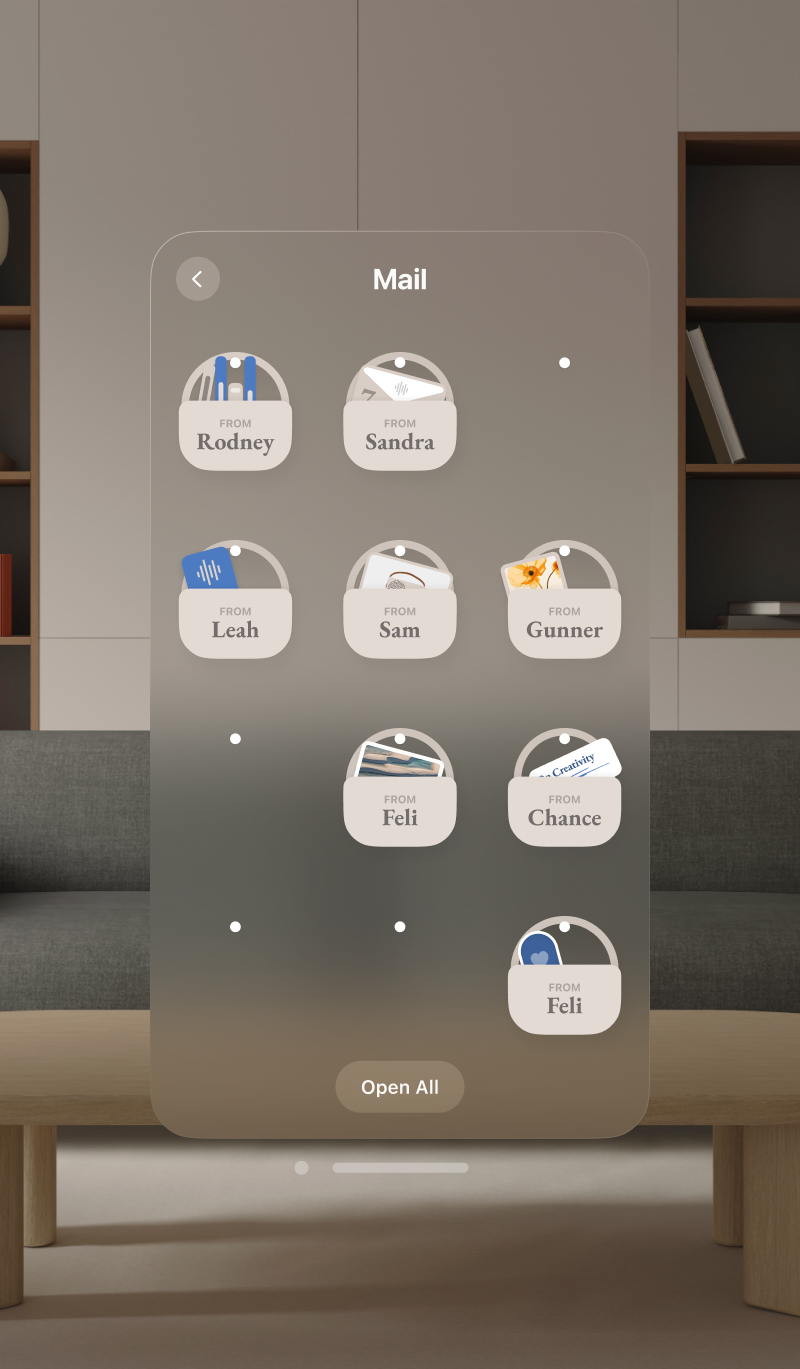 Mail
FROM
Rodney
FROM
Sandra
FROM
Leah
FROM
Sam
FROM
Gunner
FROM
Feli
Creativity
FROM
Chance
FROM
Feli
Open All